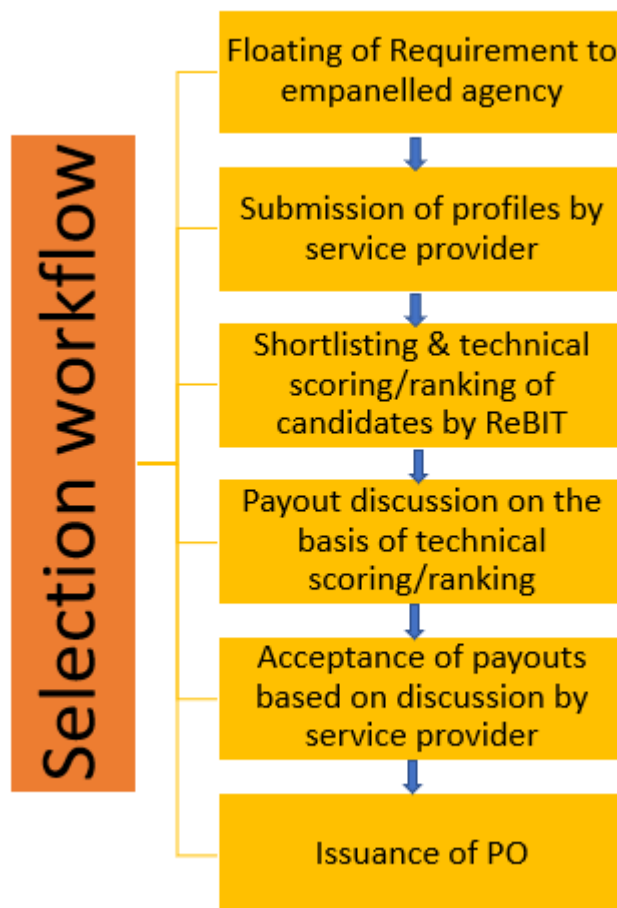 Selection workflow
Floating of Requirement to
empanelled agency
Submission of profiles by
service provider
Shortlisting & technical
scoring/ranking of
candidates by ReBIT
Payout discussion on the
basis of technical
scoring/ranking
Acceptance of payouts
based on discussion by
service provider
Issuance of PO